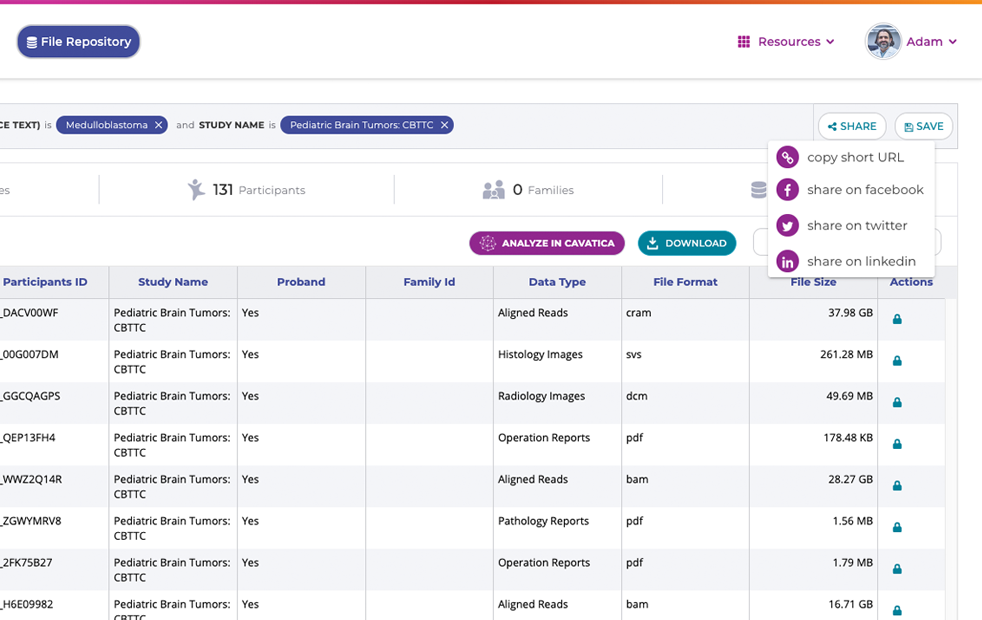 File Repository
Resources
Adam
CE TEXT) is Medulloblastoma × and STUDY NAME is Pediatric Brain Tumors: CBTTC ×
SHARE SAVE
copy short URL
share on facebook
share on twitter
share on linkedin
es 131 Participants 0 Families
ANALYZE IN CAVATICA DOWNLOAD
Participants ID Study Name Proband Family Id Data Type File Format File Size Actions
_DACV00WF Pediatric Brain Tumors: Yes Aligned Reads cram 37.98 GB
CBTTC
_00G007DM Pediatric Brain Tumors: Yes Histology Images svs 261.28 MB
CBTTC
_GGCQAGPS Pediatric Brain Tumors: Yes Radiology Images dcm 49.69 MB
CBTTC
_QEP13FH4 Pediatric Brain Tumors: Yes Operation Reports pdf 178.48 KB
CBTTC
_WWZ2Q14R Pediatric Brain Tumors: Yes Aligned Reads bam 28.27 GB
CBTTC
_ZGWYMRV8 Pediatric Brain Tumors: Yes Pathology Reports pdf 1.56 MB
CBTTC
_2FK75B27 Pediatric Brain Tumors: Yes Operation Reports pdf 1.79 MB
CBTTC
_H6E09982 Pediatric Brain Tumors: Yes Aligned Reads bam 16.71 GB
CBTTC